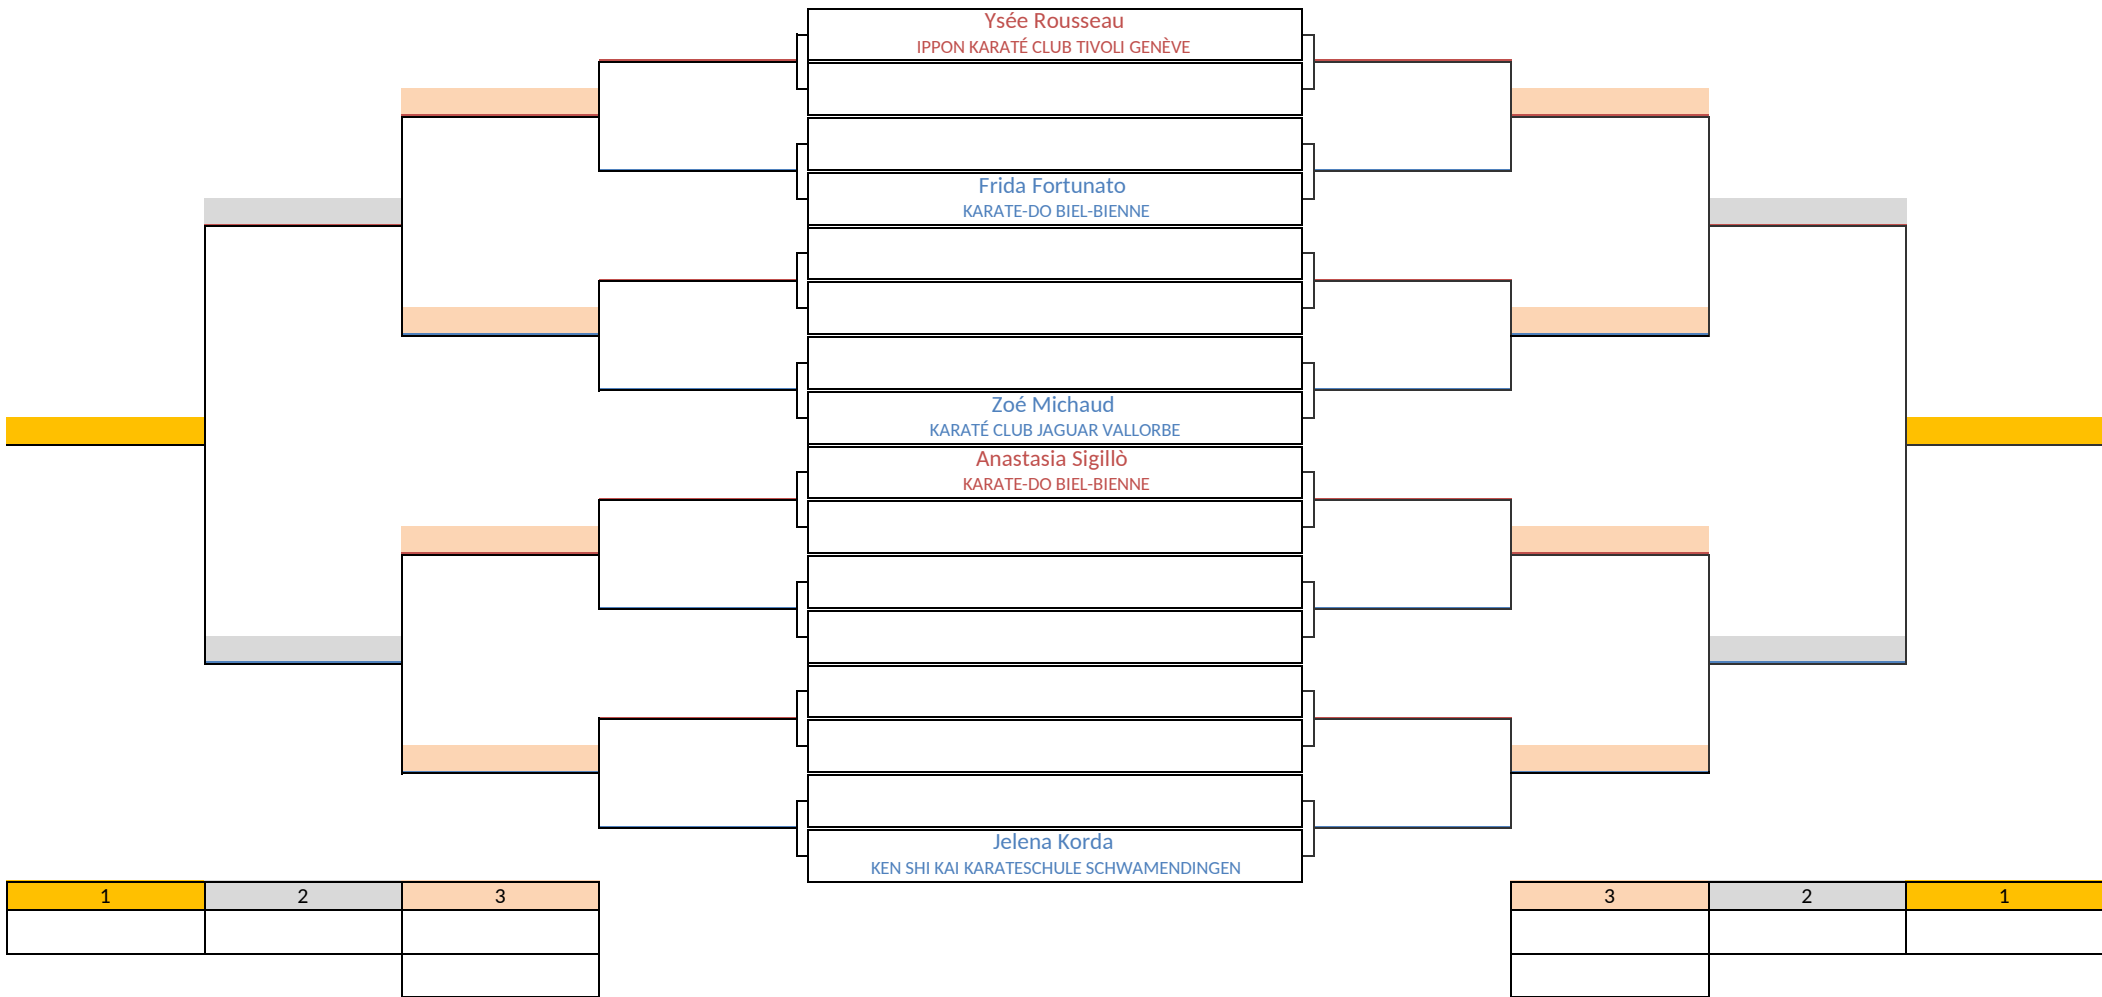 Ysée Rousseau
IPPON KARATÉ CLUB TIVOLI GENÈVE
Frida Fortunato
KARATE-DO BIEL-BIENNE
Zoé Michaud
KARATÉ CLUB JAGUAR VALLORBE
Anastasia Sigillò
KARATE-DO BIEL-BIENNE
Jelena Korda
KEN SHI KAI KARATESCHULE SCHWAMENDINGEN
1 2 3 3 2 1